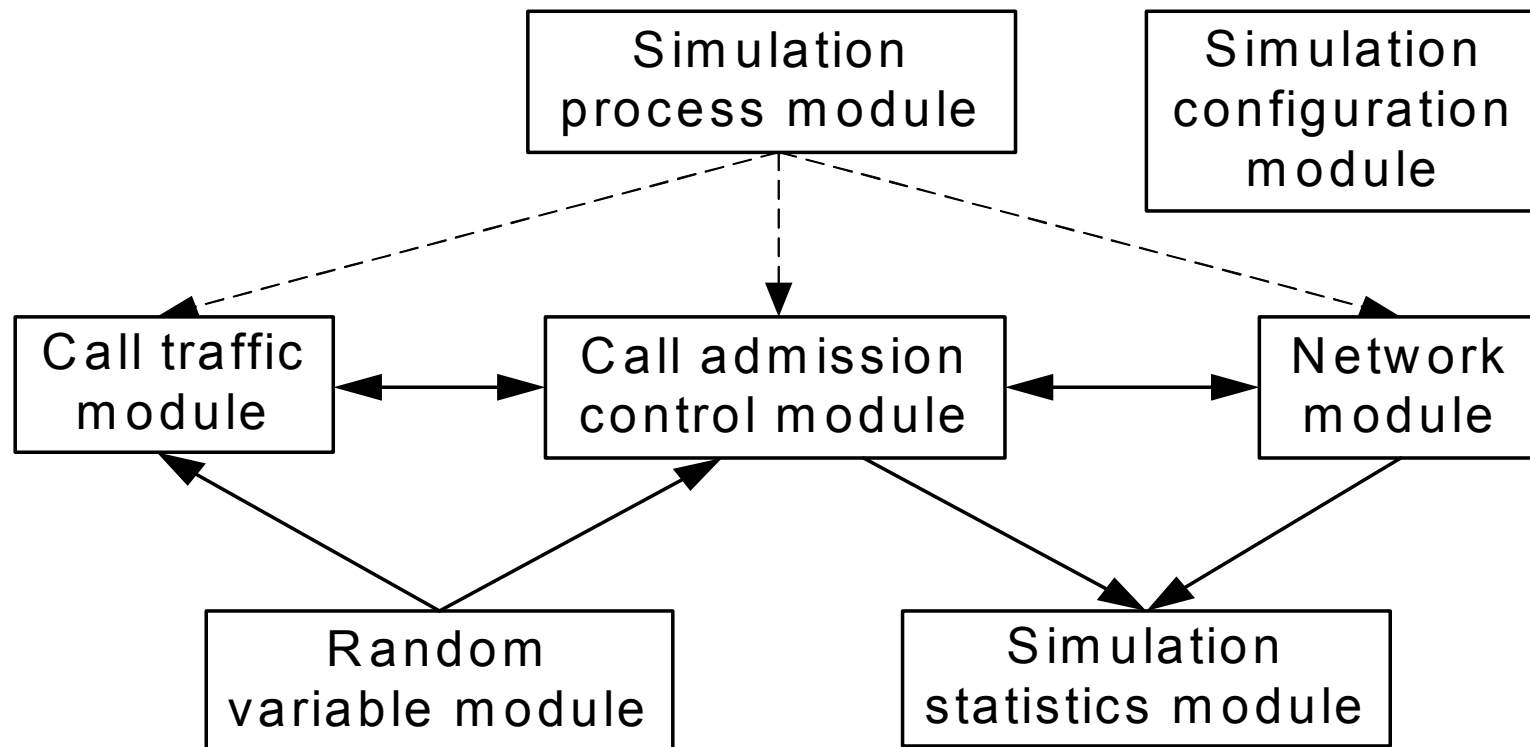 Simulation
process module
Simulation
configuration
module
Call traffic
module
Call admission
control module
Network
module
Random
variable module
Simulation
statistics module